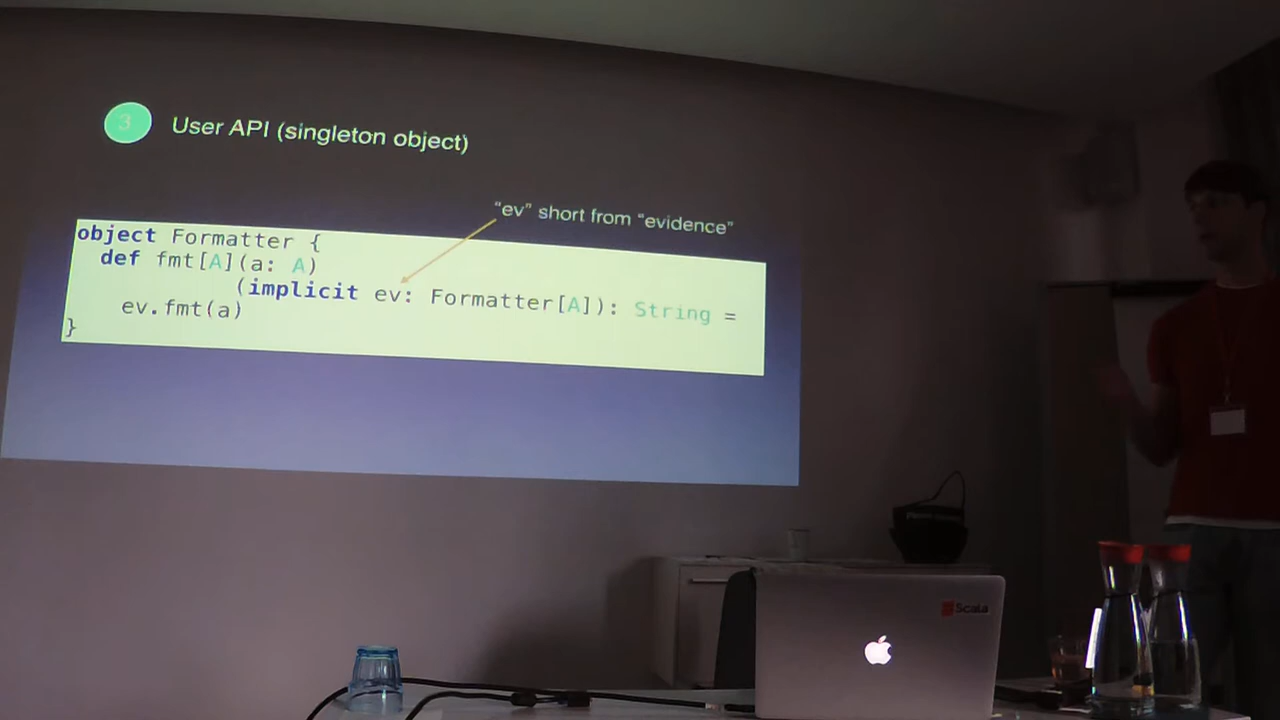 3
User API (singleton object)
“ev” short from “evidence”
object Formatter {
def fmt[A](a: A)
(implicit ev: Formatter[A]): String =
ev.fmt(a)
}
Scala